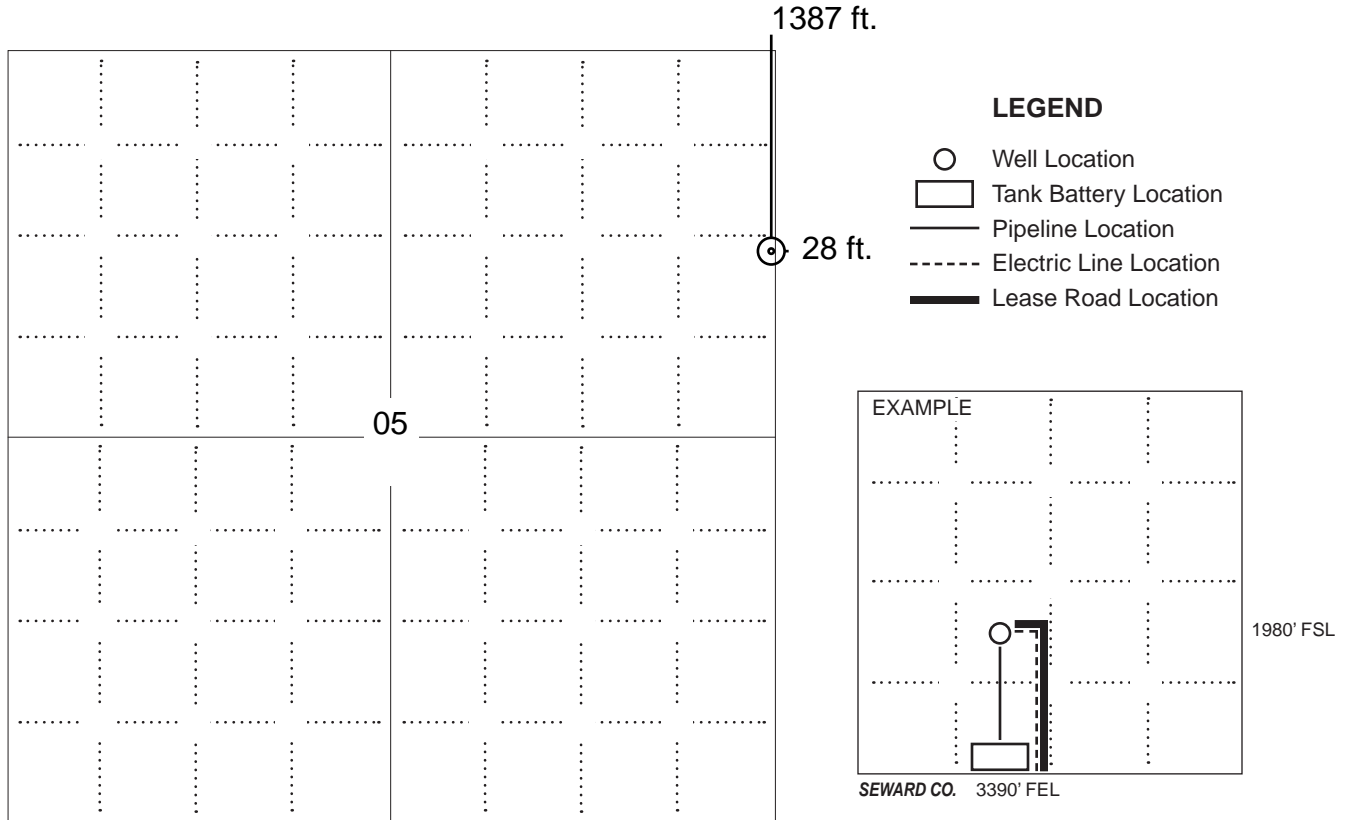 1387 ft.
28 ft.
05
LEGEND
Well Location
Tank Battery Location
Pipeline Location
Electric Line Location
Lease Road Location
EXAMPLE
1980' FSL
SEWARD CO. 3390' FEL